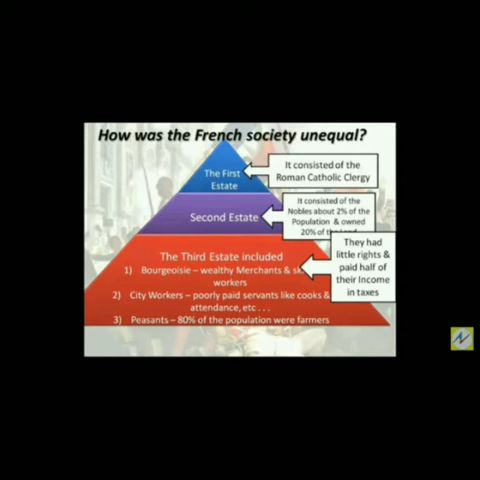 How was the French society unequal?
The First
Estate
It consisted of the
Roman Catholic Clergy
Second Estate
It consisted of the
Nobles about 2% of the
Population & owned
20% of
The Third Estate included
1) Bourgeoisie – wealthy Merchants &
workers
2) City Workers – poorly paid servants like cooks &
attendance, etc . . .
3) Peasants – 80% of the population were farmers
They had
little rights &
paid half of
their Income
in taxes